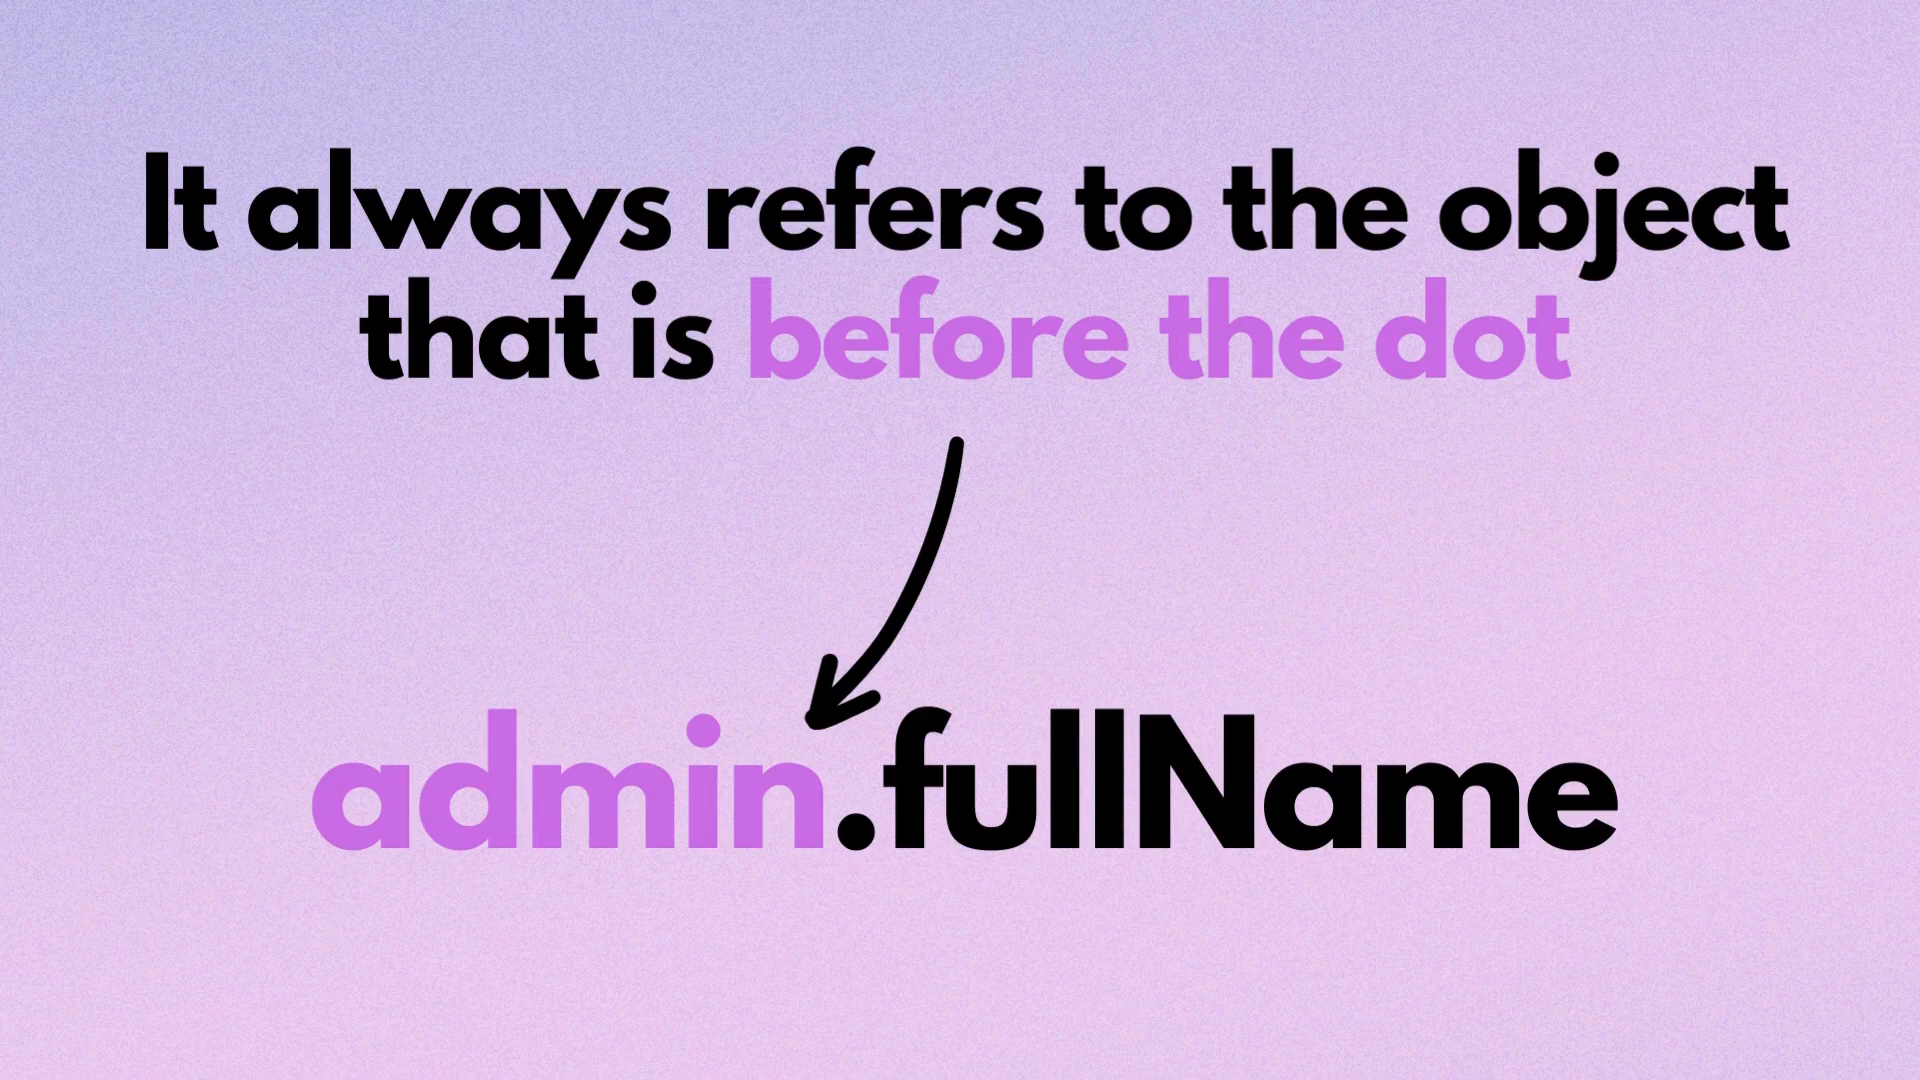 It always refers to the object
that is before the dot
admin.fullName